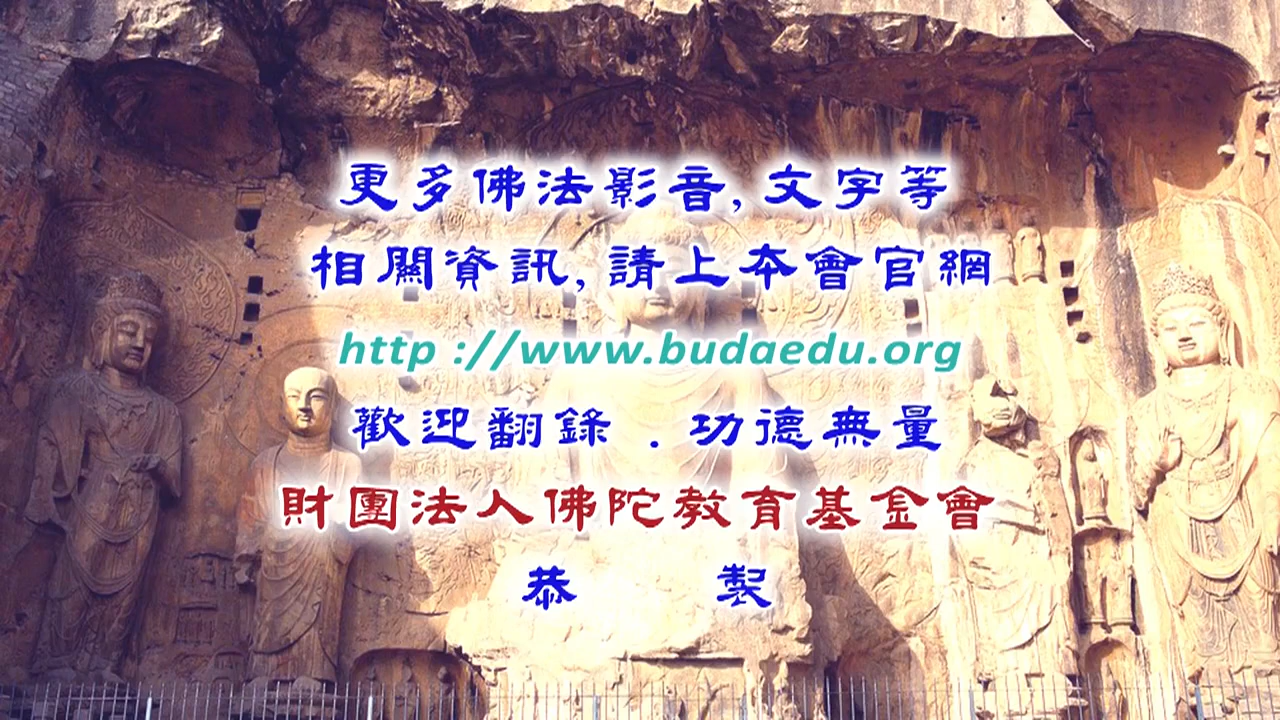 更多佛法影音,文字等
相關資訊,請上本會官網
http ://www.budaedu.org
歡迎翻錄 . 功德無量
財團法人佛陀教育基金會
恭 製